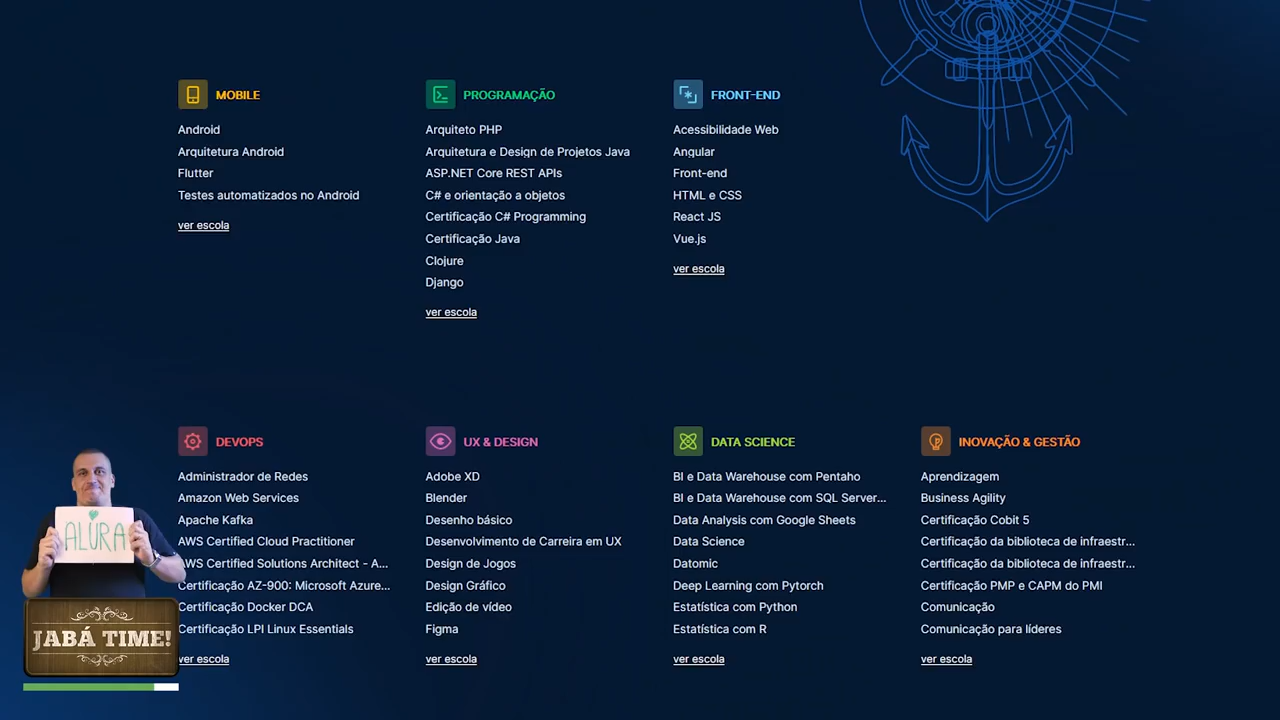 MOBILE
Android
Arquitetura Android
Flutter
Testes automatizados no Android
ver escola
PROGRAMAÇÃO
Arquiteto PHP
Arquitetura e Design de Projetos Java
ASP.NET Core REST APIs
C# e orientação a objetos
Certificação C# Programming
Certificação Java
Clojure
Django
ver escola
FRONT-END
Acessibilidade Web
Angular
Front-end
HTML e CSS
React JS
Vue.js
ver escola
DEVOPS
Administrador de Redes
Amazon Web Services
Apache Kafka
AWS Certified Cloud Practitioner
AWS Certified Solutions Architect - A...
Certificação AZ-900: Microsoft Azure...
Certificação Docker DCA
Certificação LPI Linux Essentials
ver escola
UX & DESIGN
Adobe XD
Blender
Desenho básico
Desenvolvimento de Carreira em UX
Design de Jogos
Design Gráfico
Edição de vídeo
Figma
ver escola
DATA SCIENCE
BI e Data Warehouse com Pentaho
BI e Data Warehouse com SQL Server...
Data Analysis com Google Sheets
Data Science
Datomic
Deep Learning com Pytorch
Estatística com Python
Estatística com R
ver escola
INOVAÇÃO & GESTÃO
Aprendizagem
Business Agility
Certificação Cobit 5
Certificação da biblioteca de infraestr...
Certificação da biblioteca de infraestr...
Certificação PMP e CAPM do PMI
Comunicação
Comunicação para líderes
ver escola
ALURA
JABÁ TIME!